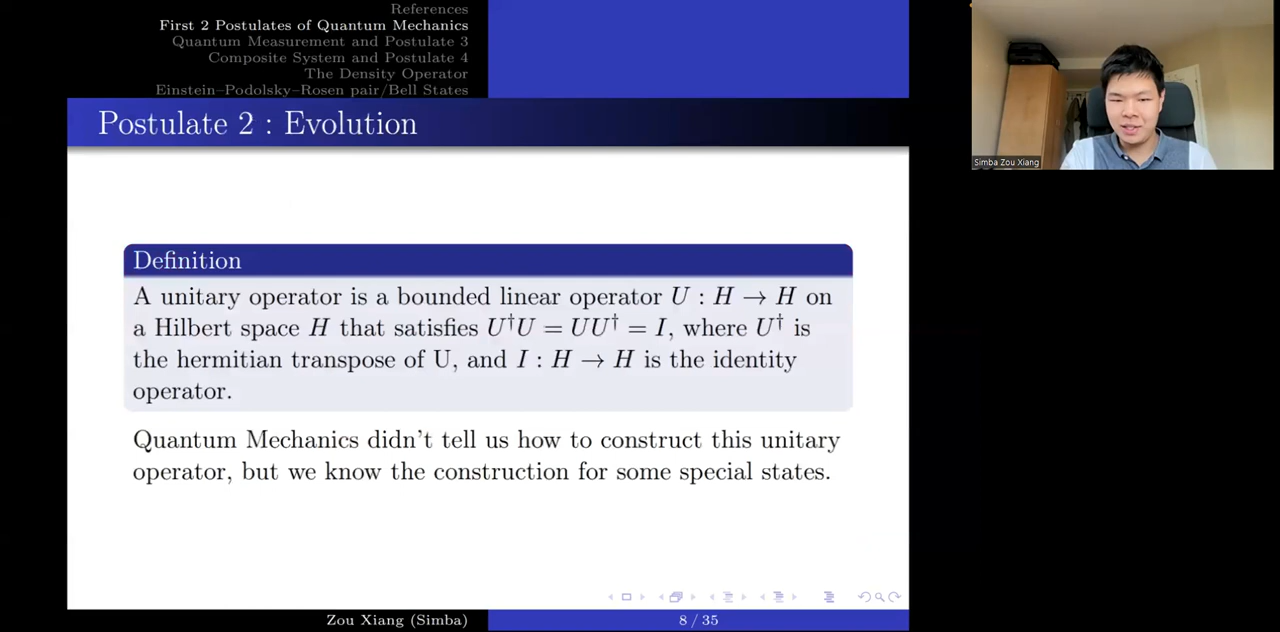 References
First 2 Postulates of Quantum Mechanics
Quantum Measurement and Postulate 3
Composite System and Postulate 4
The Density Operator
Einstein–Podolsky–Rosen pair/Bell States
Postulate 2 : Evolution
Definition
A unitary operator is a bounded linear operator U : H → H on
a Hilbert space H that satisfies U†U = UU† = I, where U† is
the hermitian transpose of U, and I : H → H is the identity
operator.
Quantum Mechanics didn't tell us how to construct this unitary
operator, but we know the construction for some special states.
Zou Xiang (Simba)
8 / 35
Simba Zou Xiang